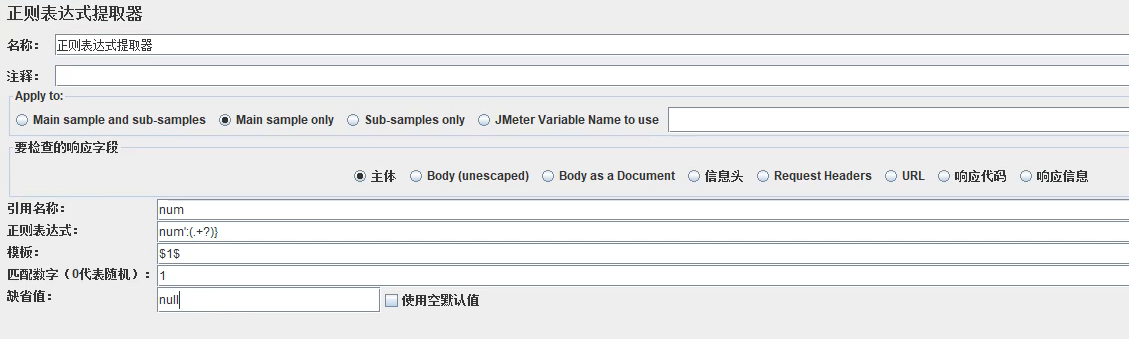 正则表达式提取器
名称： 正则表达式提取器
注释：
Apply to:
Main sample and sub-samples Main sample only Sub-samples only JMeter Variable Name to use
要检查的响应字段
主体 Body (unescaped) Body as a Document 信息头 Request Headers URL 响应代码 响应信息
引用名称： num
正则表达式： num':(.+?)}
模板： $1$
匹配数字（0代表随机）： 1
缺省值： null 使用空默认值